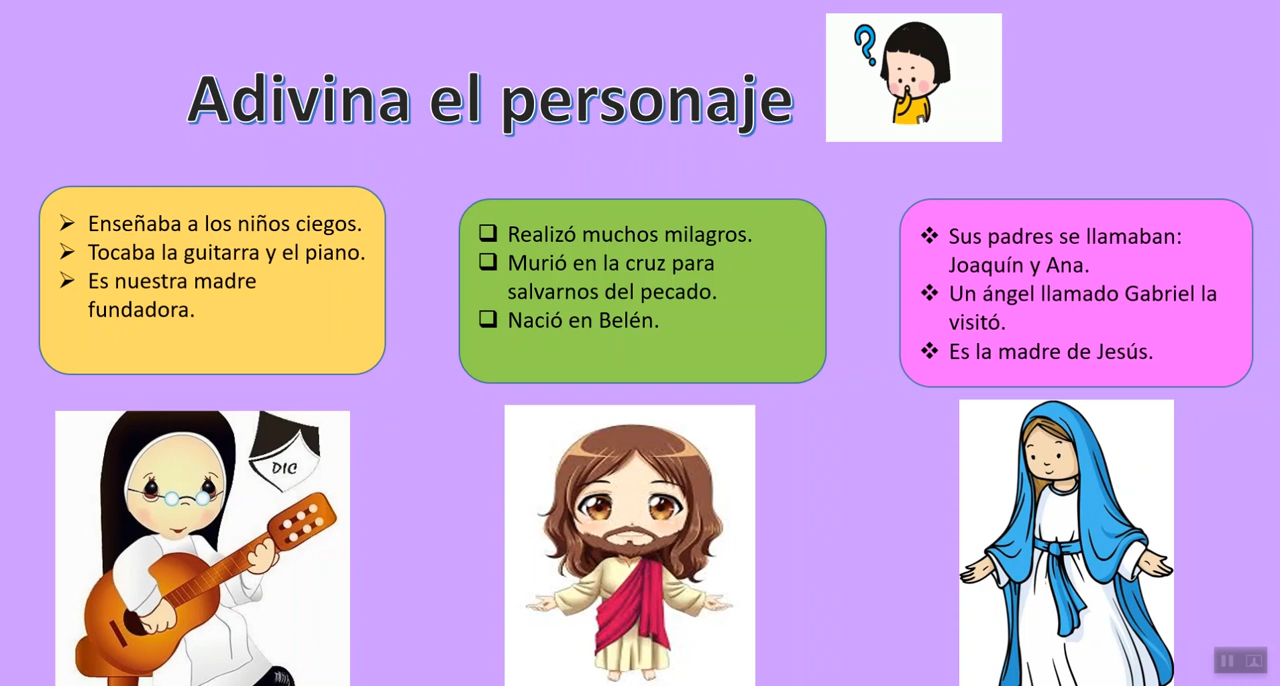 Adivina el personaje
?
Enseñaba a los niños ciegos.
Tocaba la guitarra y el piano.
Es nuestra madre
fundadora.
Realizó muchos milagros.
Murió en la cruz para
salvarnos del pecado.
Nació en Belén.
Sus padres se llamaban:
Joaquín y Ana.
Un ángel llamado Gabriel la
visitó.
Es la madre de Jesús.
DIC